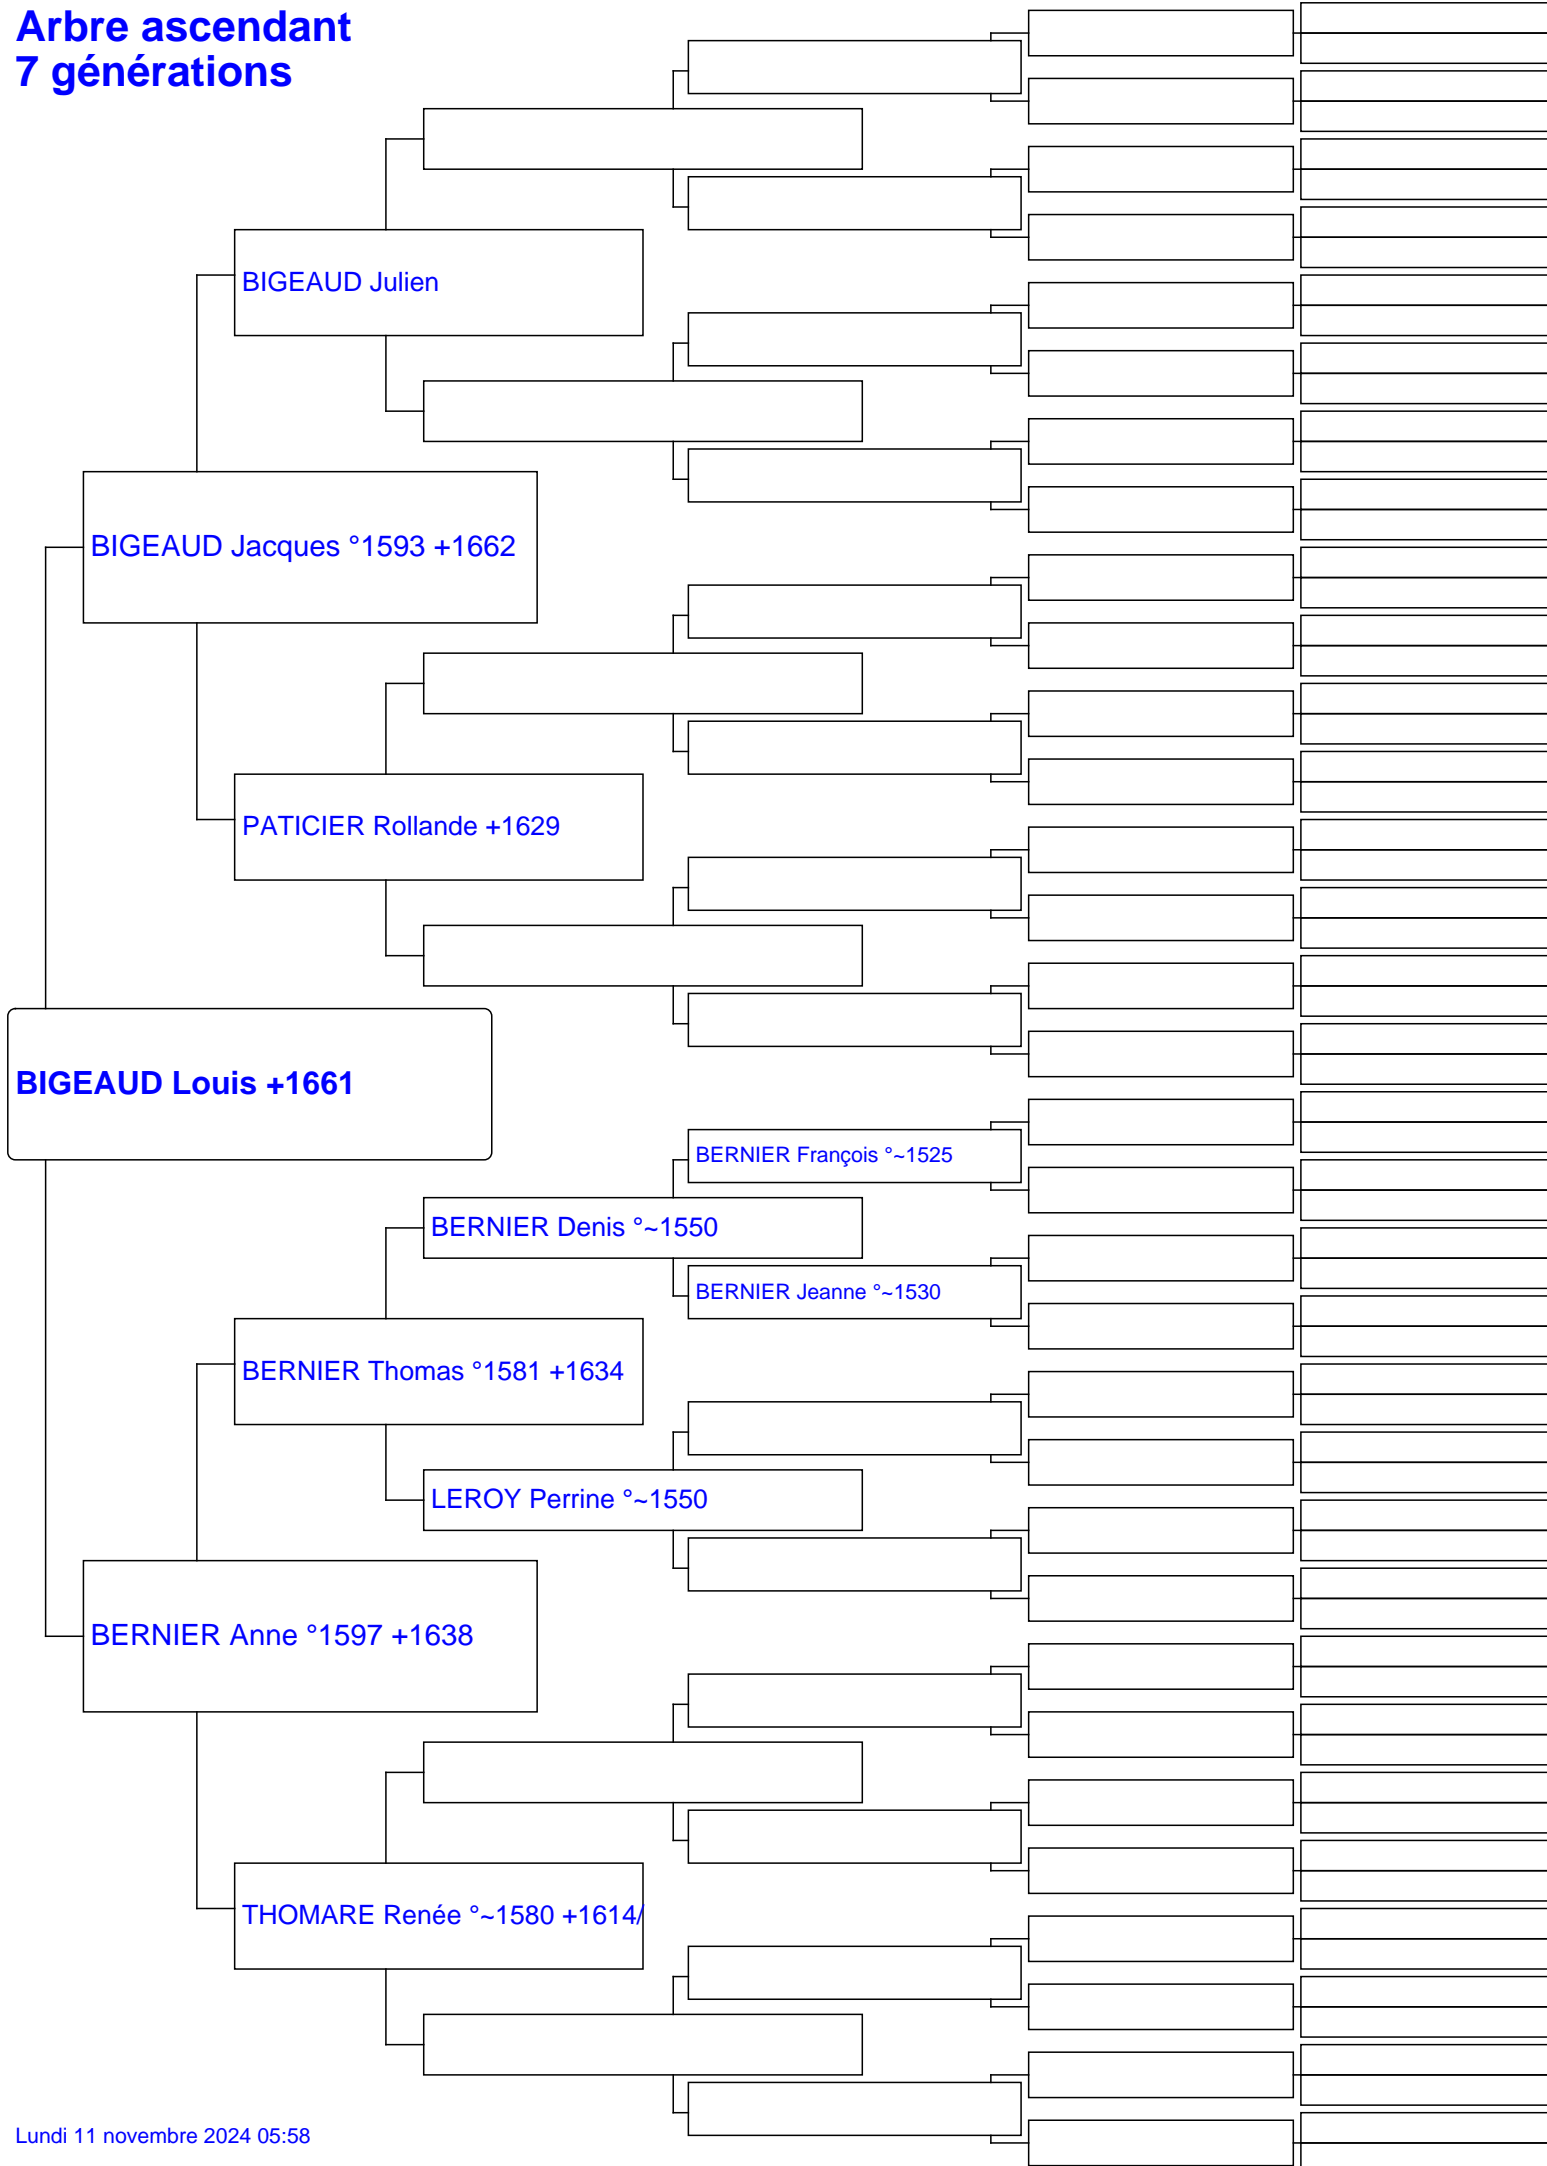 Arbre ascendant
7 générations
BIGEAUD Julien
BIGEAUD Jacques °1593 +1662
PATICIER Rollande +1629
BIGEAUD Louis +1661
BERNIER François °~1525
BERNIER Denis °~1550
BERNIER Jeanne °~1530
BERNIER Thomas °1581 +1634
LEROY Perrine °~1550
BERNIER Anne °1597 +1638
THOMARE Renée °~1580 +1614/
Lundi 11 novembre 2024 05:58